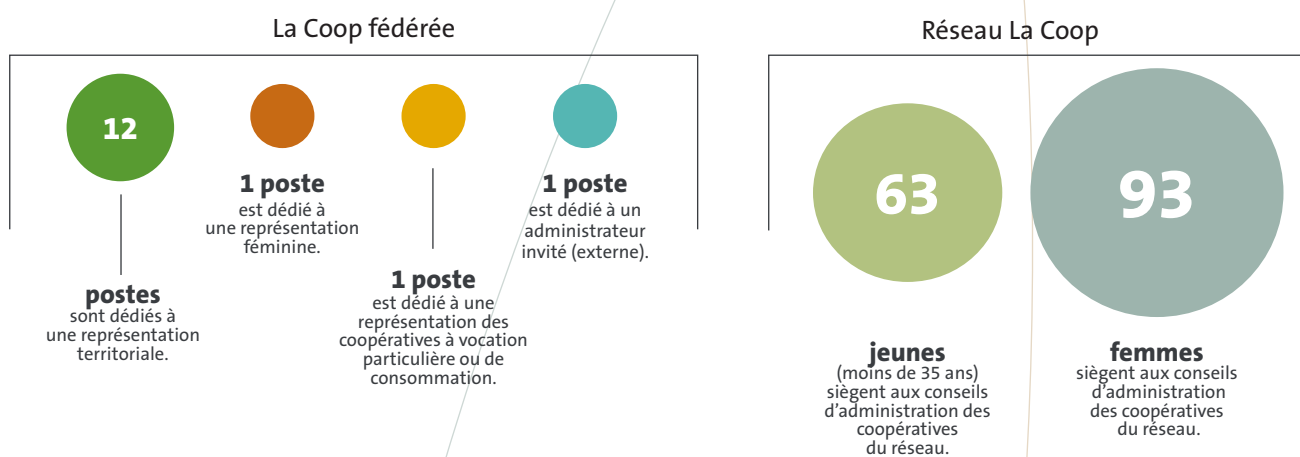 La Coop fédérée
12
postes
sont dédiés à
une représentation
territoriale.
1 poste
est dédié à
une représentation
féminine.
1 poste
est dédié à une
représentation des
coopératives à vocation
particulière ou de
consommation.
1 poste
est dédié à un
administrateur
invité (externe).
Réseau La Coop
63
jeunes
(moins de 35 ans)
siègent aux conseils
d’administration des
coopératives
du réseau.
93
femmes
siègent aux conseils
d’administration
des coopératives
du réseau.